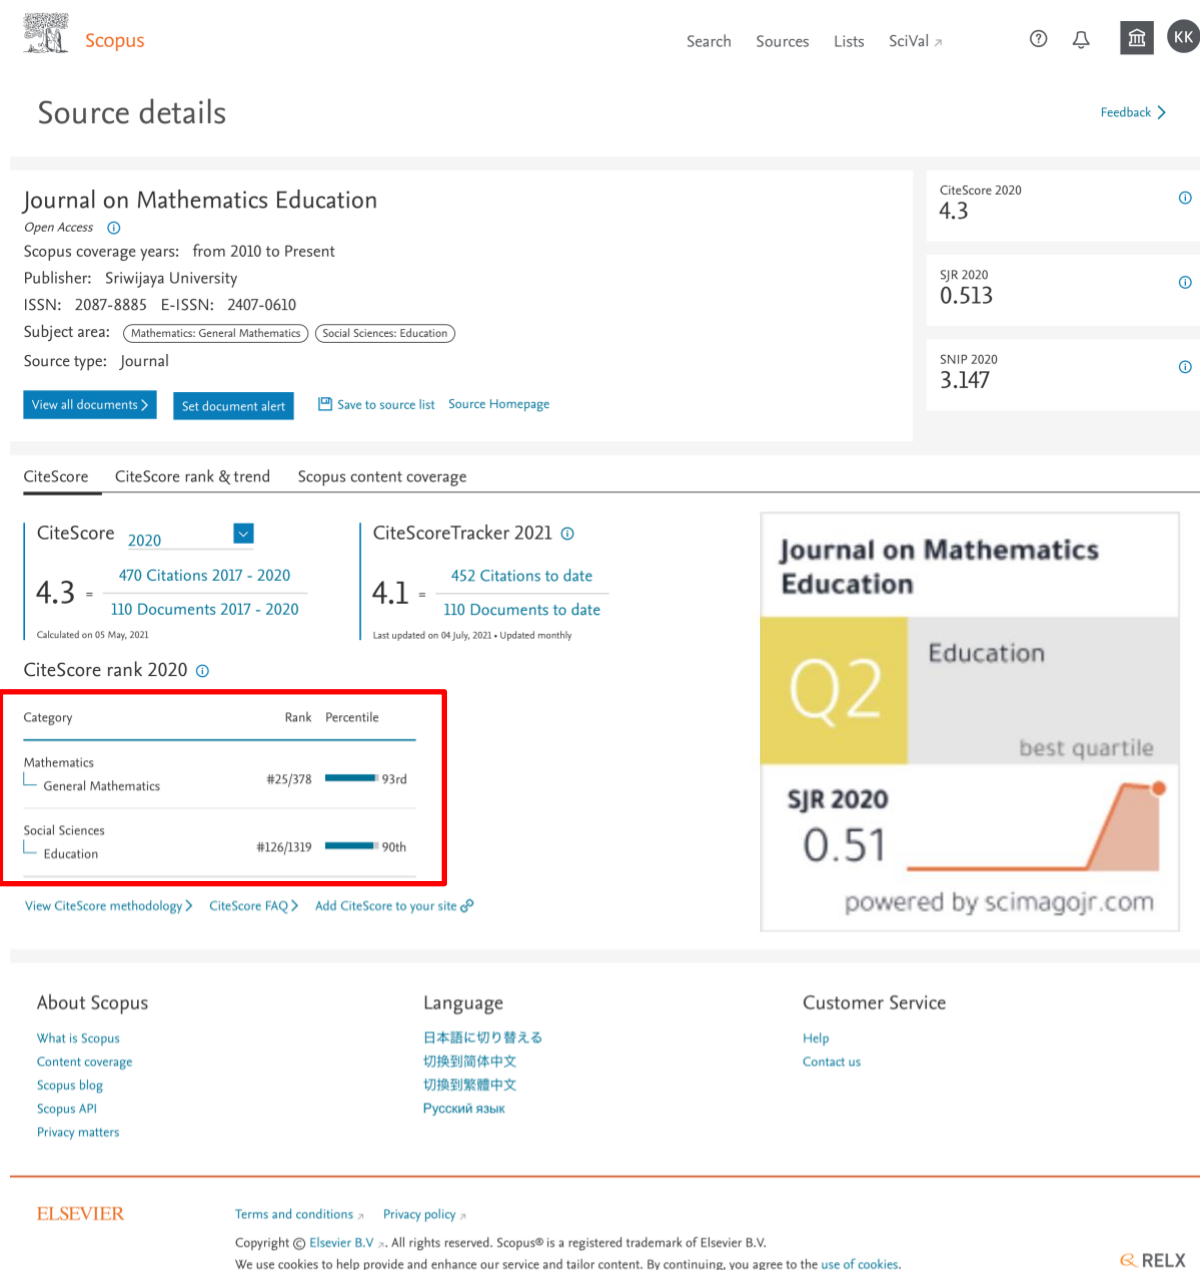 Scopus
Search Sources Lists SciVal
KK
Source details
Feedback
Journal on Mathematics Education
Open Access
Scopus coverage years: from 2010 to Present
Publisher: Sriwijaya University
ISSN: 2087-8885 E-ISSN: 2407-0610
Subject area: Mathematics: General Mathematics Social Sciences: Education
Source type: Journal
View all documents Set document alert Save to source list Source Homepage
CiteScore 2020
4.3
SJR 2020
0.513
SNIP 2020
3.147
CiteScore CiteScore rank & trend Scopus content coverage
CiteScore 2020
4.3 = 470 Citations 2017 - 2020
110 Documents 2017 - 2020
Calculated on 05 May, 2021
CiteScoreTracker 2021
4.1 = 452 Citations to date
110 Documents to date
Last updated on 04 July, 2021 • Updated monthly
CiteScore rank 2020
Category Rank Percentile
Mathematics
General Mathematics #25/378 93rd
Social Sciences
Education #126/1319 90th
View CiteScore methodology CiteScore FAQ Add CiteScore to your site
Journal on Mathematics
Education
Q2
Education
best quartile
SJR 2020
0.51
powered by scimagojr.com
About Scopus
What is Scopus
Content coverage
Scopus blog
Scopus API
Privacy matters
Language
日本語に切り替える
切换到简体中文
切換到繁體中文
Русский язык
Customer Service
Help
Contact us
ELSEVIER
Terms and conditions Privacy policy
Copyright © Elsevier B.V. All rights reserved. Scopus® is a registered trademark of Elsevier B.V.
We use cookies to help provide and enhance our service and tailor content. By continuing, you agree to the use of cookies.
RELX